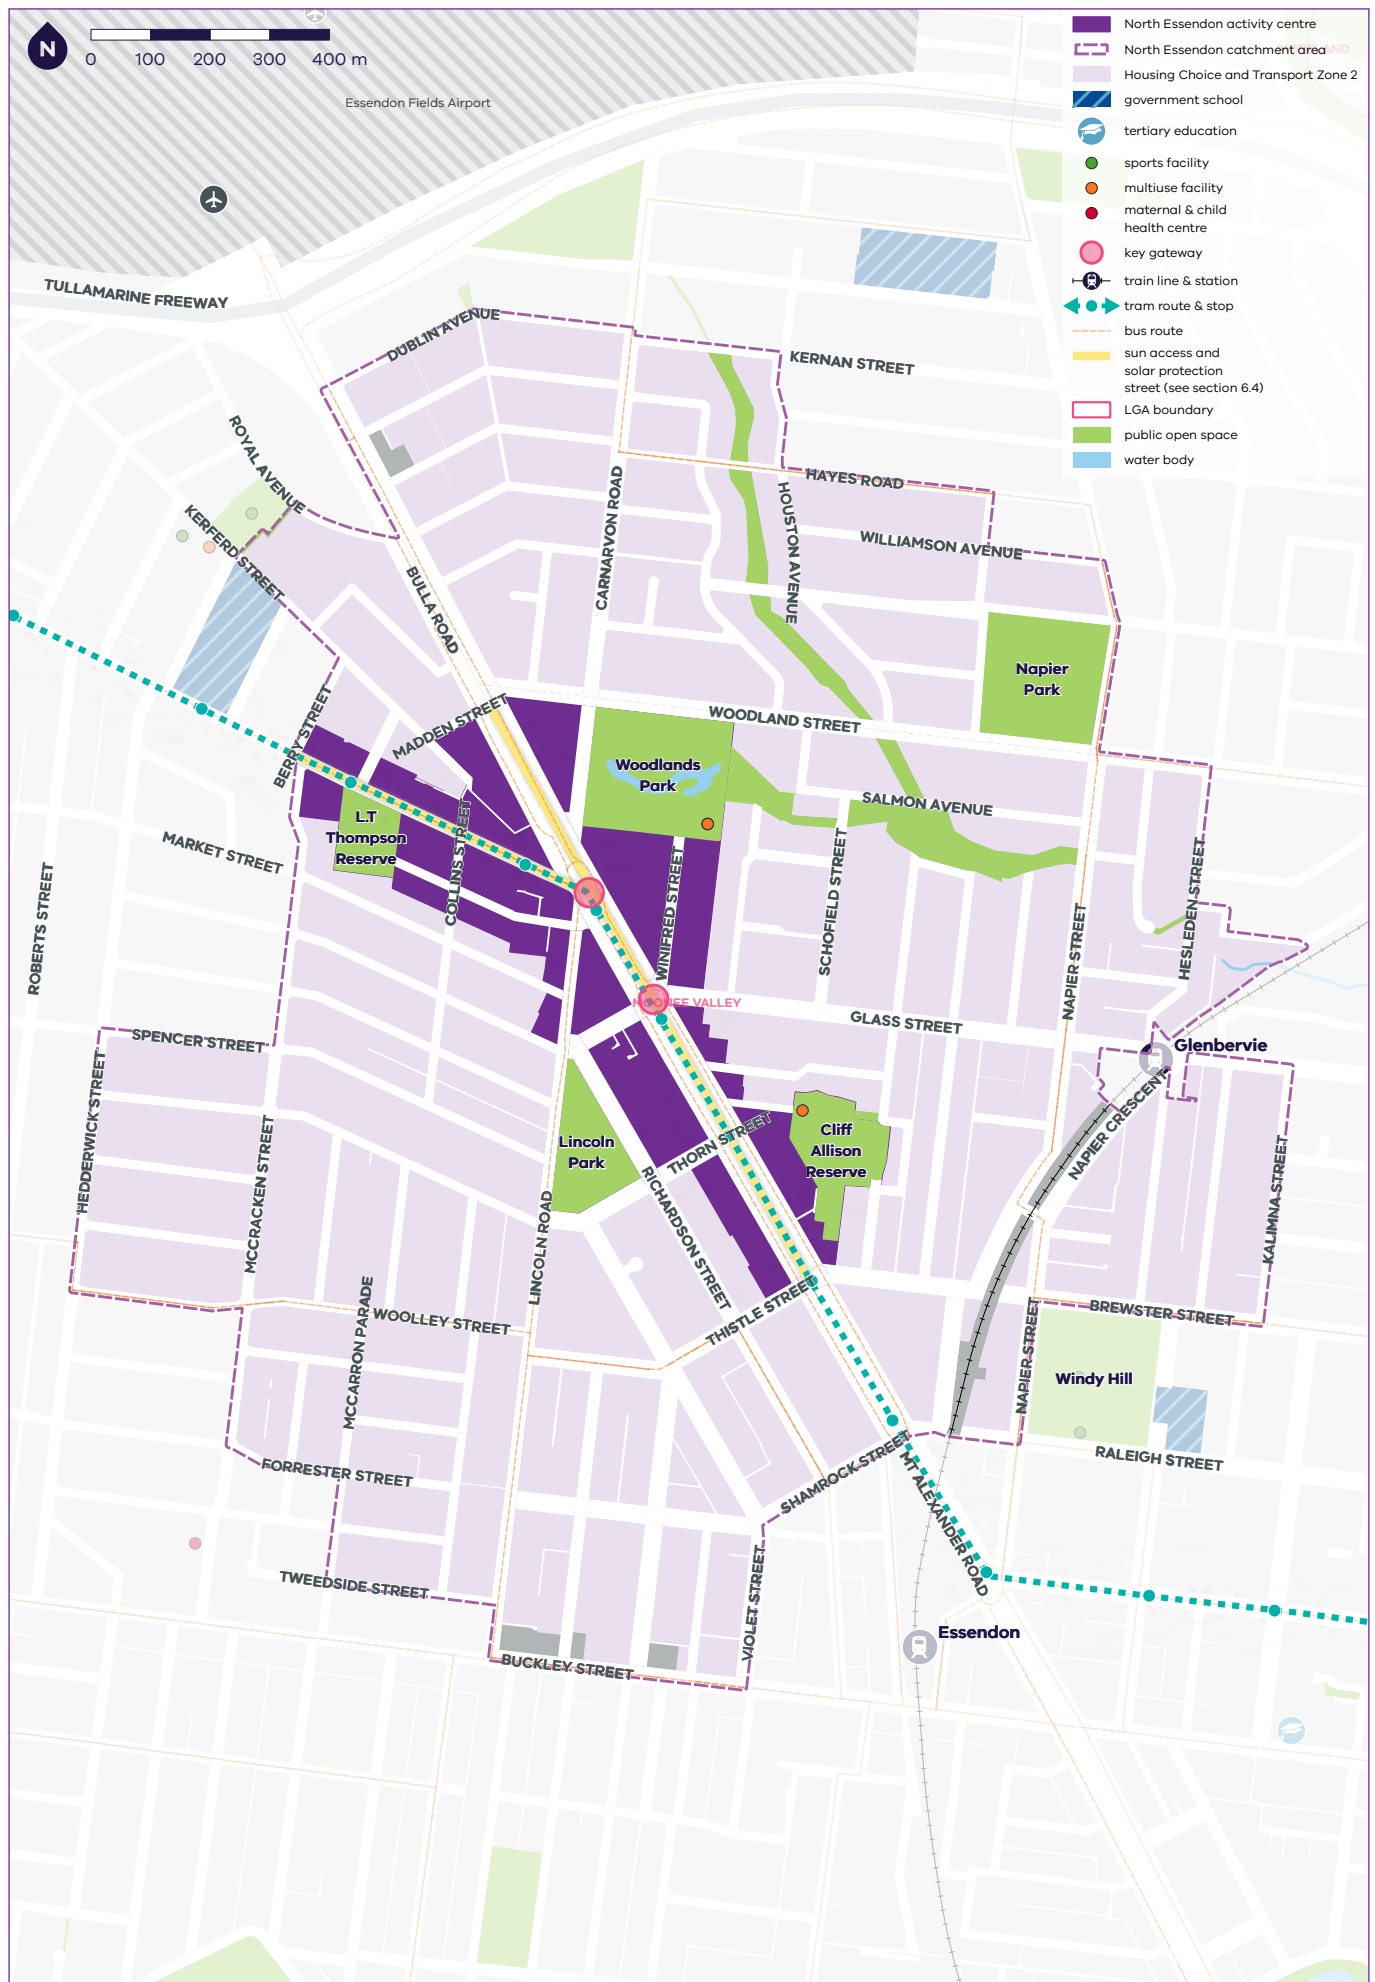 N
0 100 200 300 400 m
Essendon Fields Airport
North Essendon activity centre
North Essendon catchment area
Housing Choice and Transport Zone 2
government school
tertiary education
sports facility
multiuse facility
maternal & child
health centre
key gateway
train line & station
tram route & stop
bus route
sun access and
solar protection
street (see section 6.4)
LGA boundary
public open space
water body
TULLAMARINE FREEWAY
DUBLIN AVENUE
KERNAN STREET
ROYAL AVENUE
HAYES ROAD
CARNARVON ROAD
HOUSTON AVENUE
KERFERD STREET
WILLIAMSON AVENUE
BULLA ROAD
Napier
Park
BERRY STREET
MADDEN STREET
WOODLAND STREET
Woodlands
Park
SALMON AVENUE
L.T
Thompson
Reserve
COLLINS STREET
MARKET STREET
ROBERTS STREET
WINIFRED STREET
SCHOFIELD STREET
HESLEDEN STREET
NAPIER STREET
MOONEE VALLEY
GLASS STREET
SPENCER STREET
Glenbervie
HEDDERWICK STREET
MCCRACKEN STREET
NAPIER CRESCENT
THORN STREET
Cliff
Allison
Reserve
Lincoln
Park
KALIMNA STREET
RICHARDSON STREET
LINCOLN ROAD
MCCARRON PARADE
WOOLLEY STREET
THISTLE STREET
BREWSTER STREET
NAPIER STREET
Windy Hill
SHAMROCK STREET
RALEIGH STREET
FORRESTER STREET
MT ALEXANDER ROAD
TWEEDSIDE STREET
VIOLET STREET
Essendon
BUCKLEY STREET